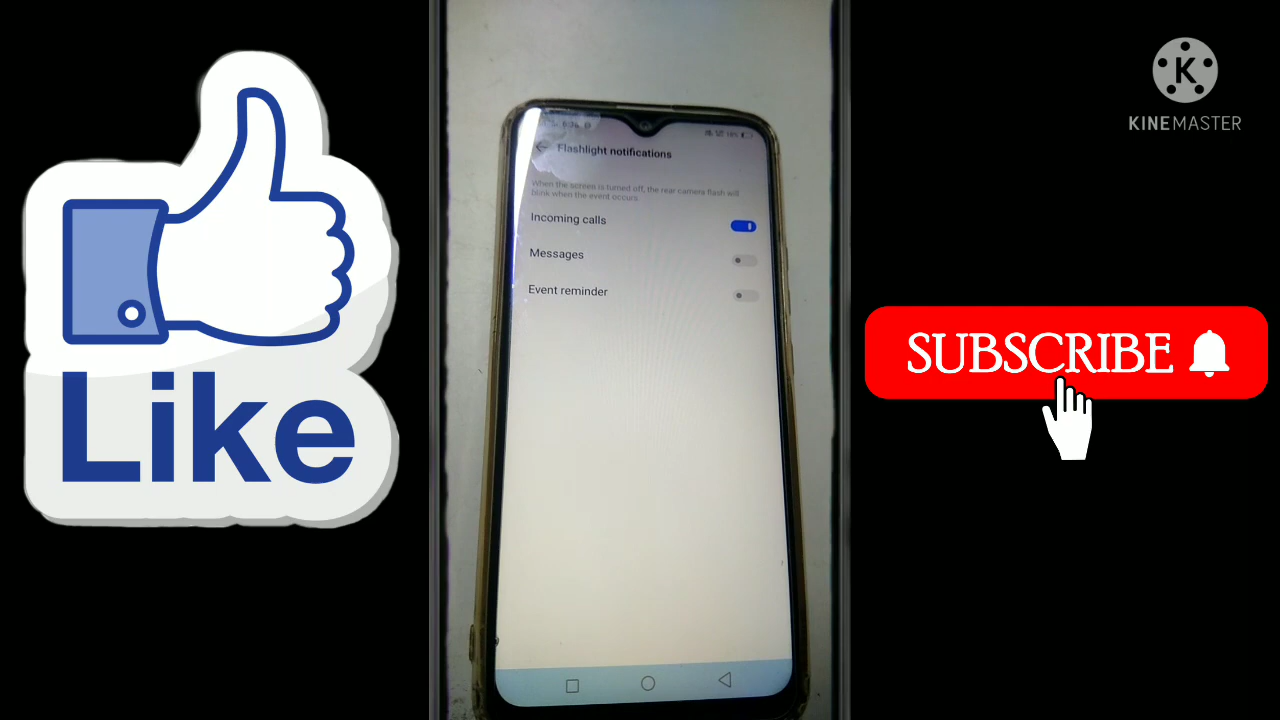 Like
KINEMASTER
Flashlight notifications
When the screen is turned off, the rear camera flash will
blink when the event occurs.
Incoming calls
Messages
Event reminder
SUBSCRIBE